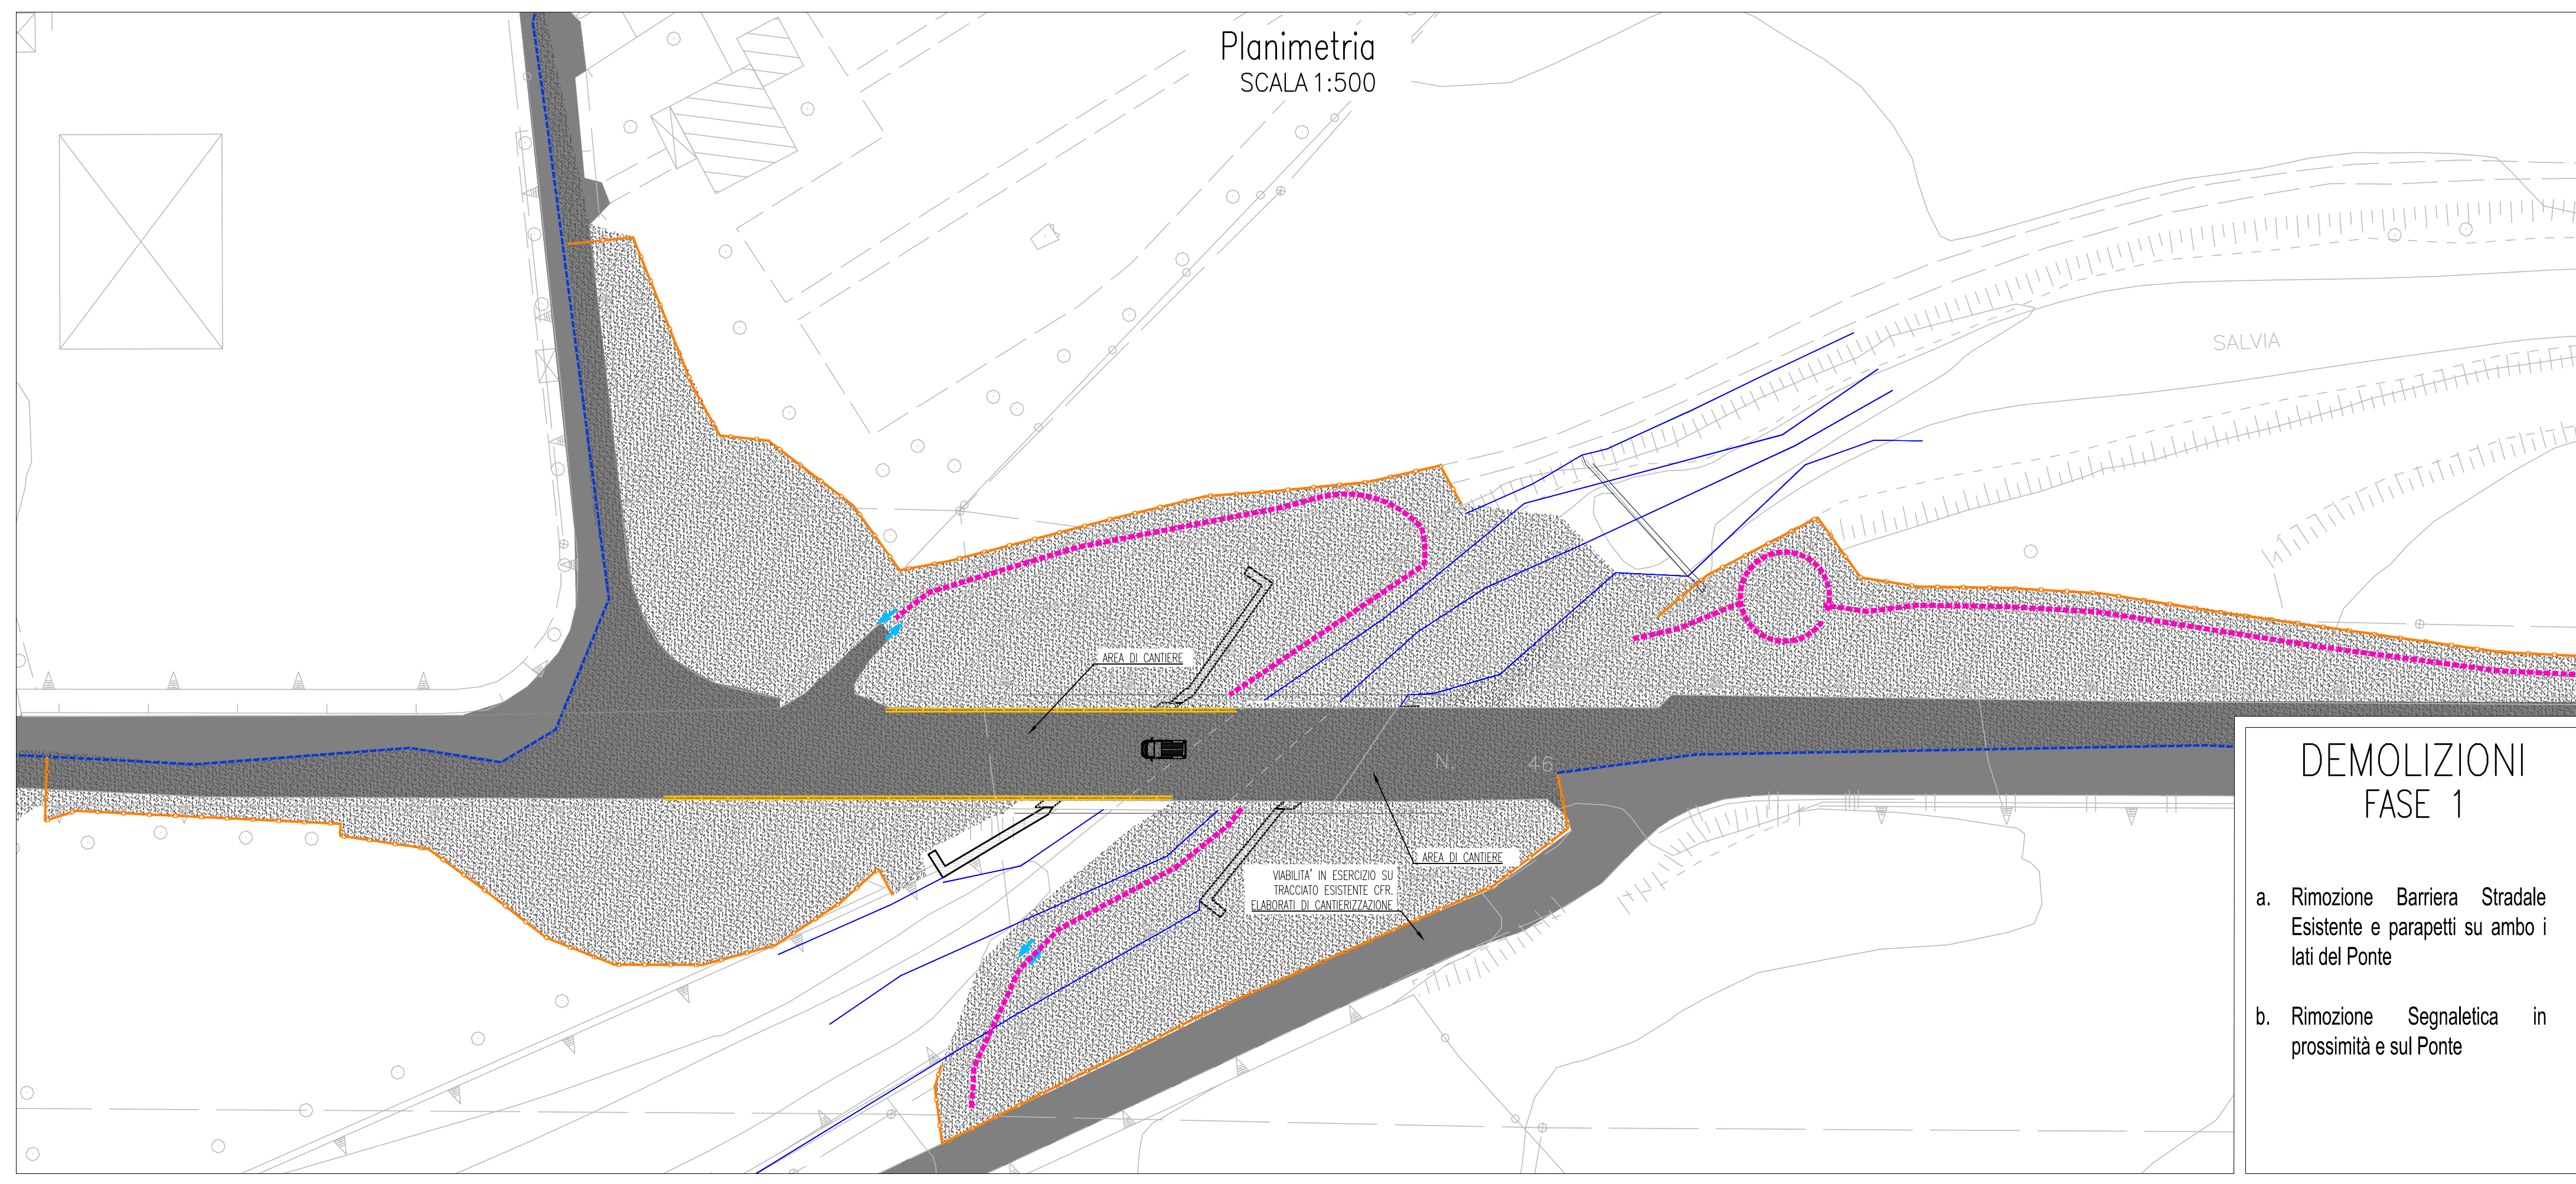 Planimetria
SCALA 1:500
SALVIA
AREA DI CANTIERE
N. 46
AREA DI CANTIERE
VIABILITA' IN ESERCIZIO SU
TRACCIATO ESISTENTE CFR.
ELABORATI DI CANTIERIZZAZIONE
DEMOLIZIONI
FASE 1
a. Rimozione Barriera Stradale
Esistente e parapetti su ambo i
lati del Ponte
b. Rimozione Segnaletica in
prossimità e sul Ponte